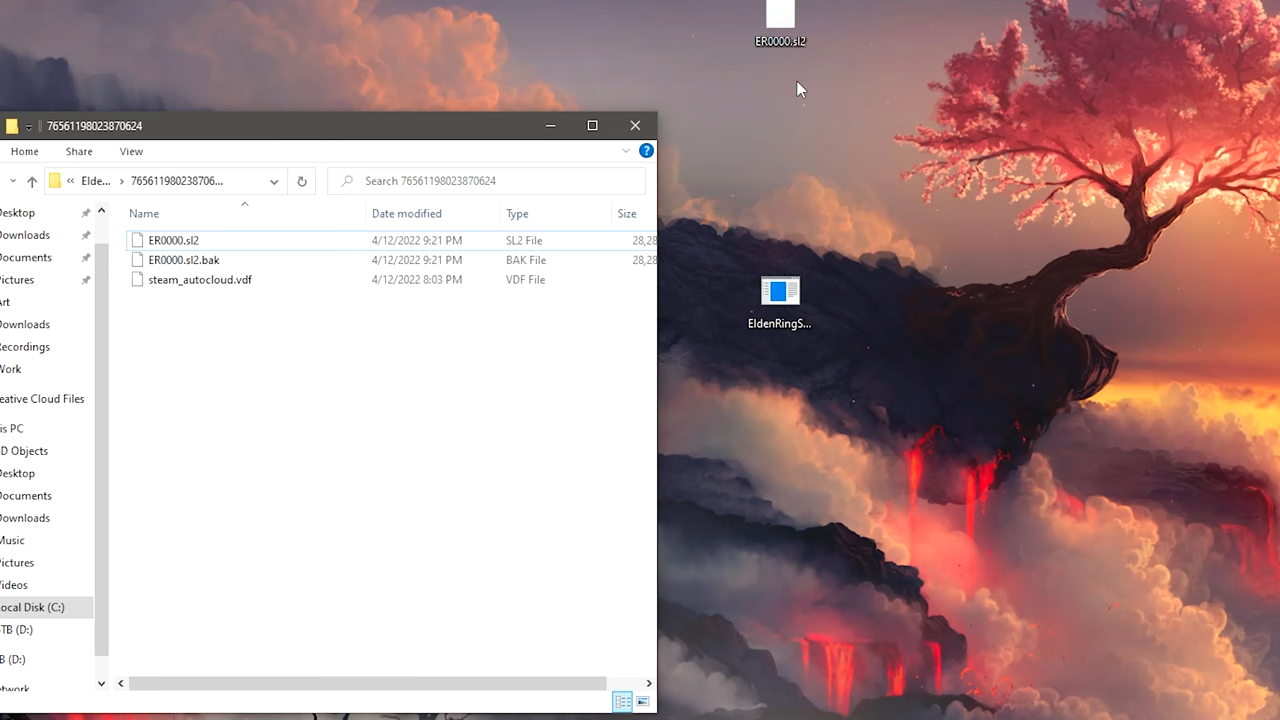 ER0000.sl2
76561198023870624
Home Share View
Elde... 765611980238706... Search 76561198023870624
Name Date modified Type Size
ER0000.sl2 4/12/2022 9:21 PM SL2 File 28,28
ER0000.sl2.bak 4/12/2022 9:21 PM BAK File 28,28
steam_autocloud.vdf 4/12/2022 8:03 PM VDF File
esktop
ownloads
ocuments
ictures
rt
ownloads
ecordings
Work
eative Cloud Files
is PC
D Objects
esktop
ocuments
ownloads
Music
ictures
ideos
ocal Disk (C:)
TB (D:)
B (D:)
etwork
EldenRingS...